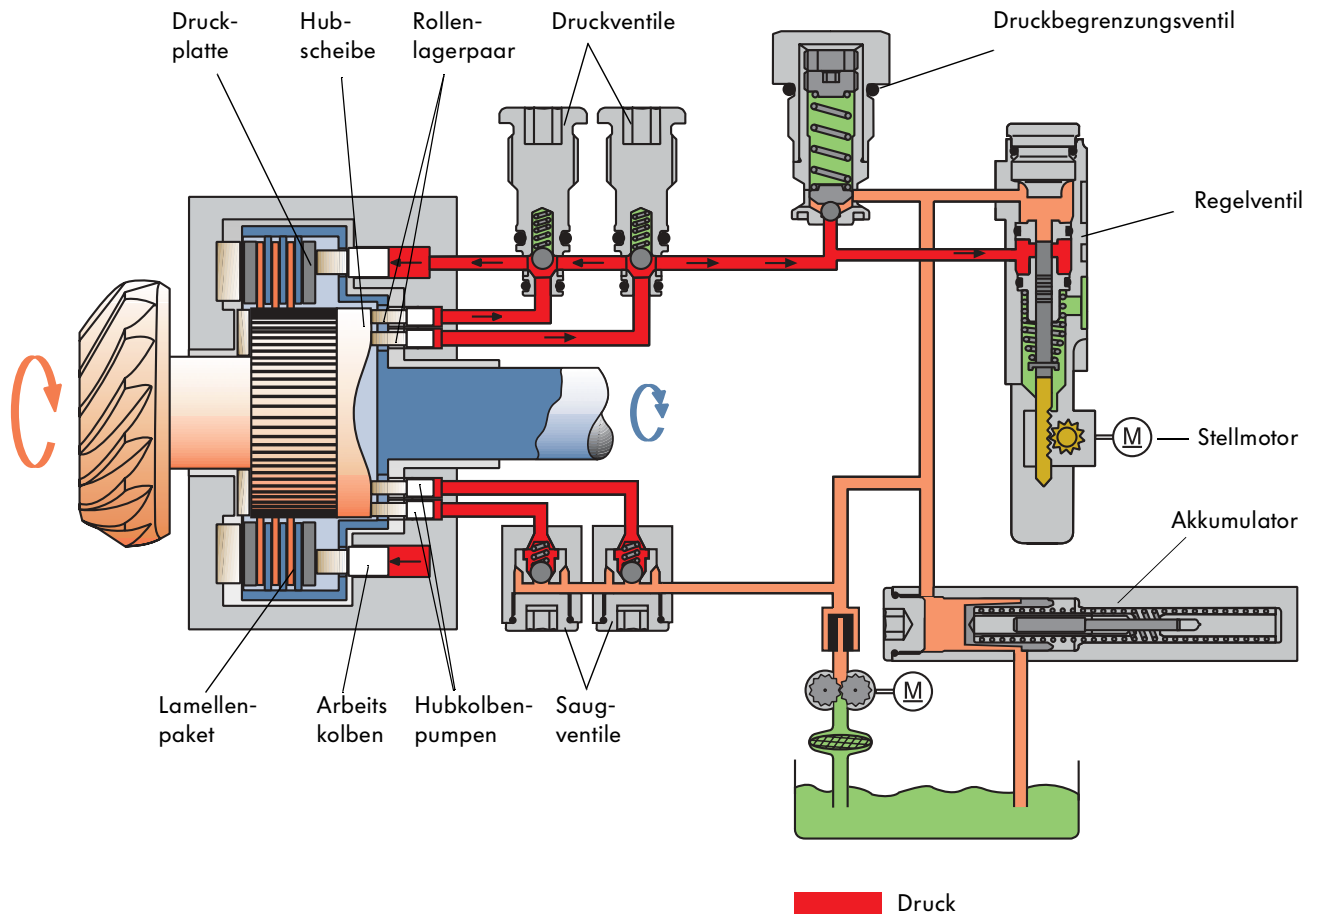 Druck-
platte
Hub-
scheibe
Rollen-
lagerpaar
Druckventile
Druckbegrenzungsventil
Regelventil
M
Stellmotor
Akkumulator
M
Lamellen-
paket
Arbeits
kolben
Hubkolben-
pumpen
Saug-
ventile
Druck